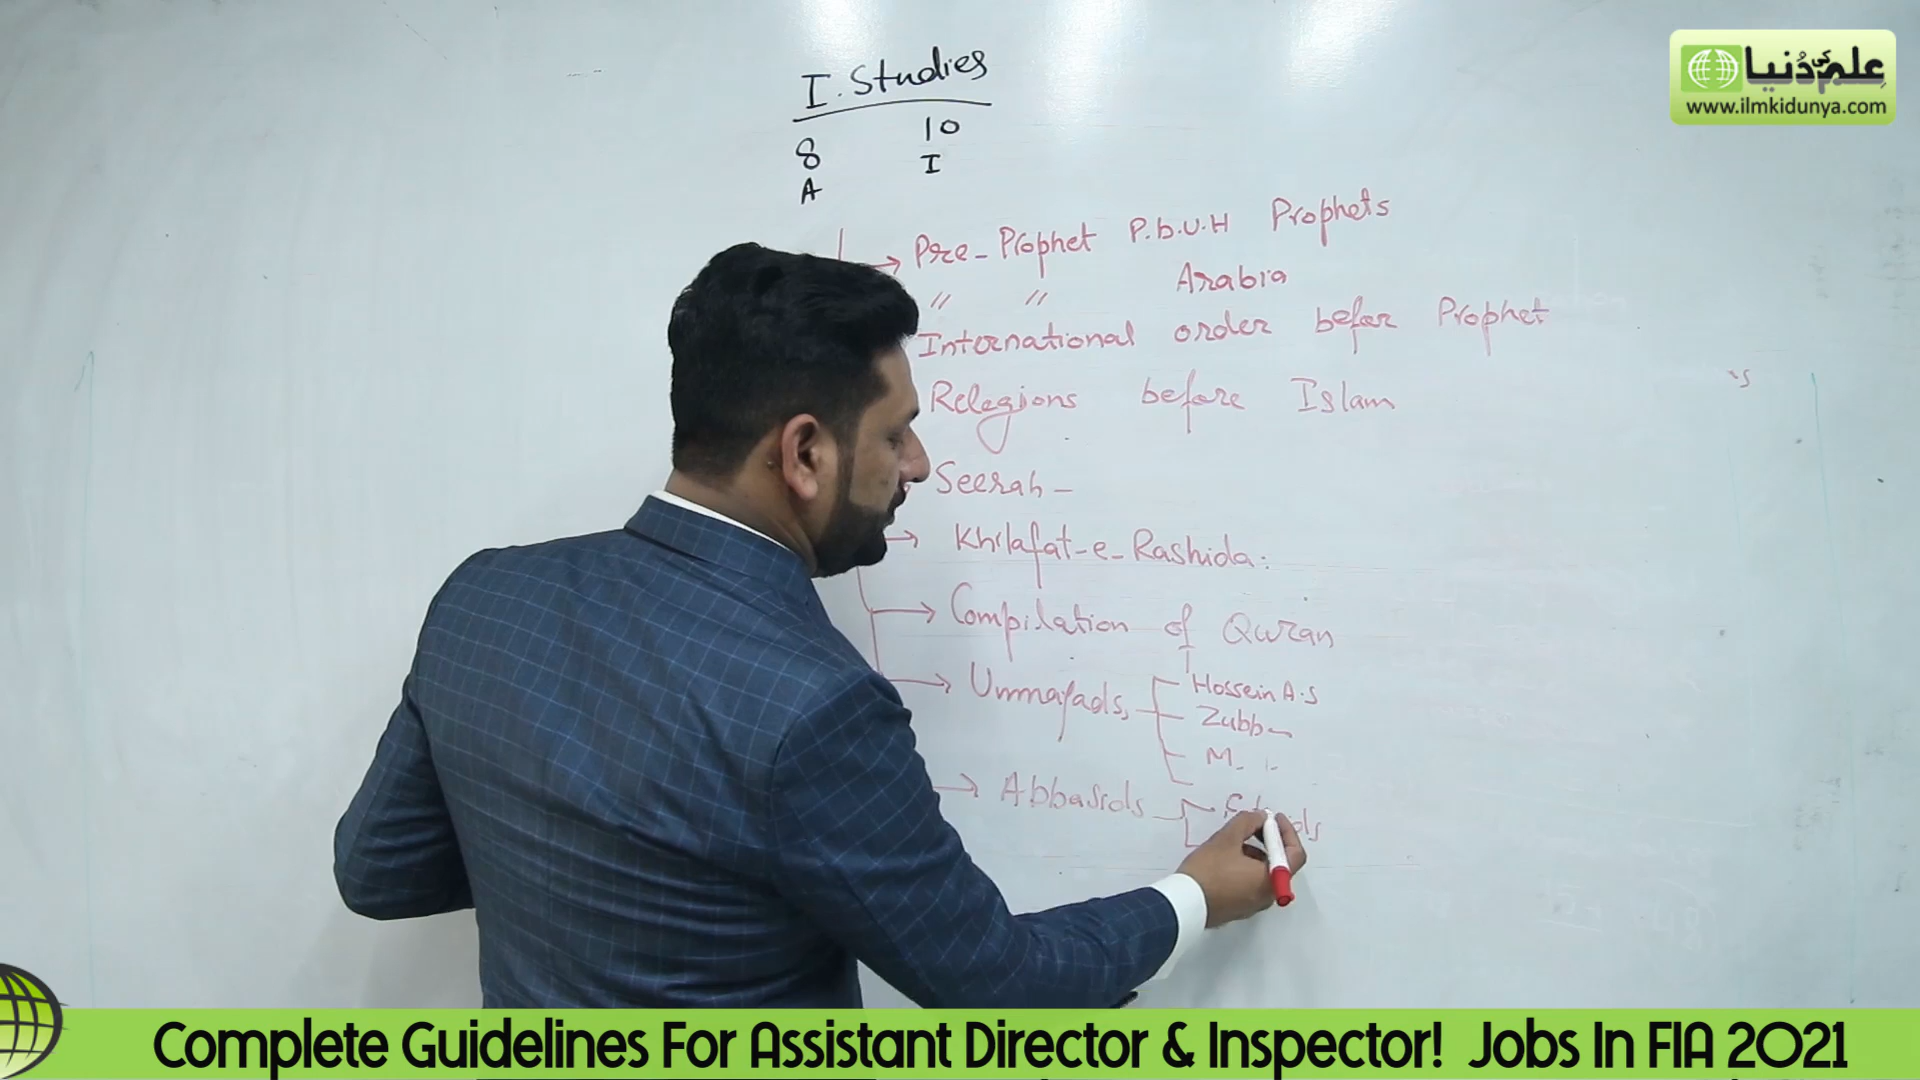 I. Studies
8 10
A I
Pre-Prophet P.b.U.H Prophets
" " Arabia
International order before Prophet
Relegions before Islam
Seerah -
Khilafat-e-Rashida:
Compilation of Quran
Ummayads,
Hossein A.S
M.
Abbasids
علم کی دُنیا
www.ilmkidunya.com
Complete Guidelines For Assistant Director & Inspector! Jobs In FIA 2021